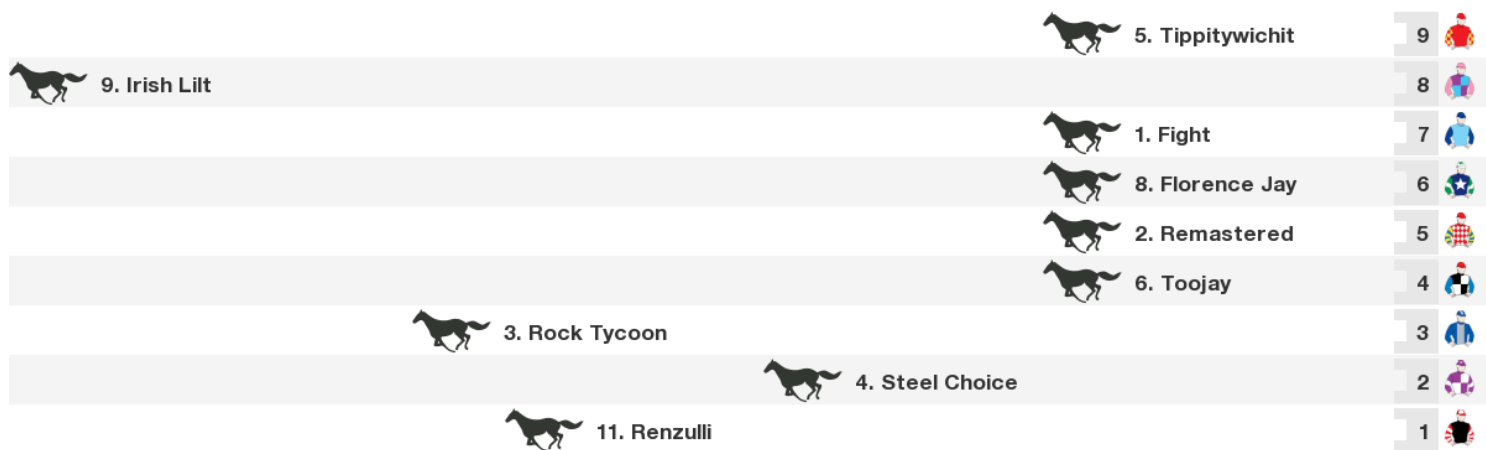 5. Tippitywichit 9
9. Irish Lilt 8
1. Fight 7
8. Florence Jay 6
2. Remastered 5
6. Toojay 4
3. Rock Tycoon 3
4. Steel Choice 2
11. Renzulli 1